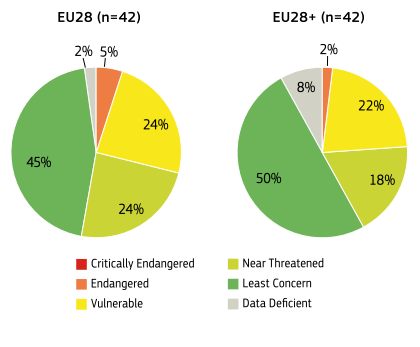 EU28 (n=42)
EU28+ (n=42)
2%
5%
24%
24%
45%
2%
22%
18%
50%
8%
Critically Endangered
Endangered
Vulnerable
Near Threatened
Least Concern
Data Deficient